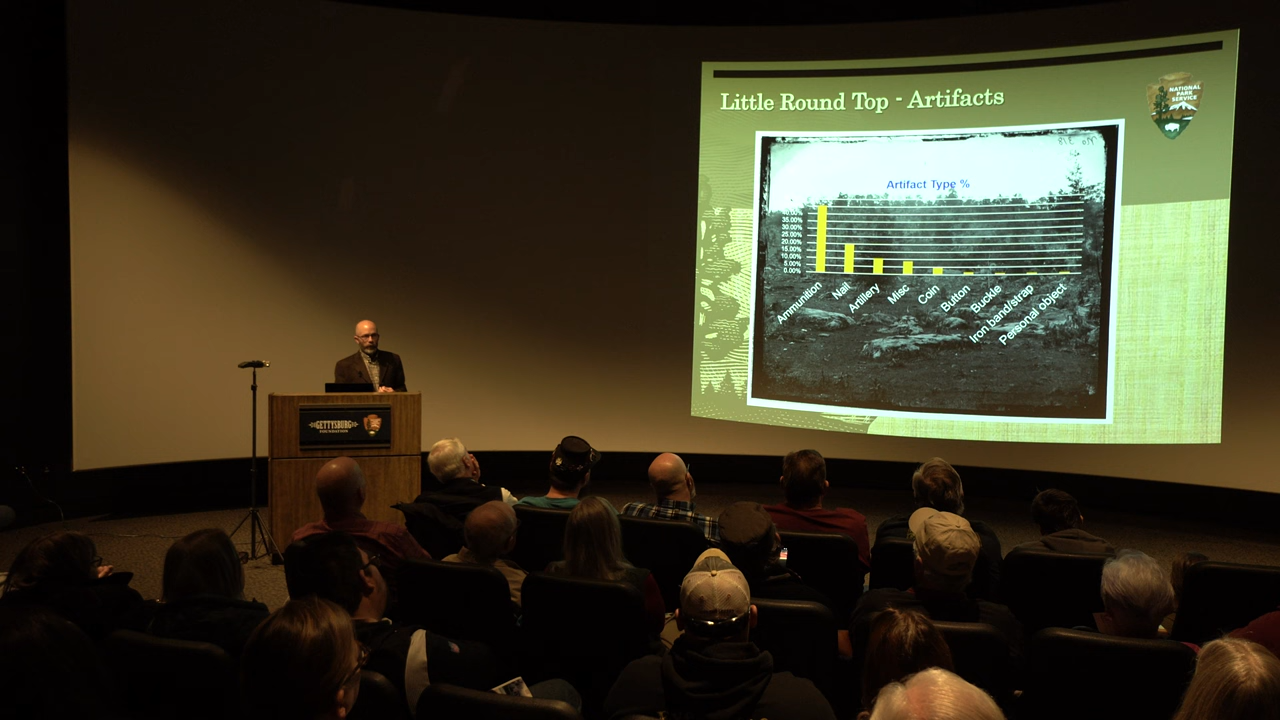 Little Round Top - Artifacts
NATIONAL
PARK
SERVICE
Artifact Type %
40.00%
35.00%
30.00%
25.00%
20.00%
15.00%
10.00%
5.00%
0.00%
Ammunition
Nail
Artillery
Misc
Coin
Button
Buckle
Iron band/strap
Personal object
GETTYSBURG
FOUNDATION